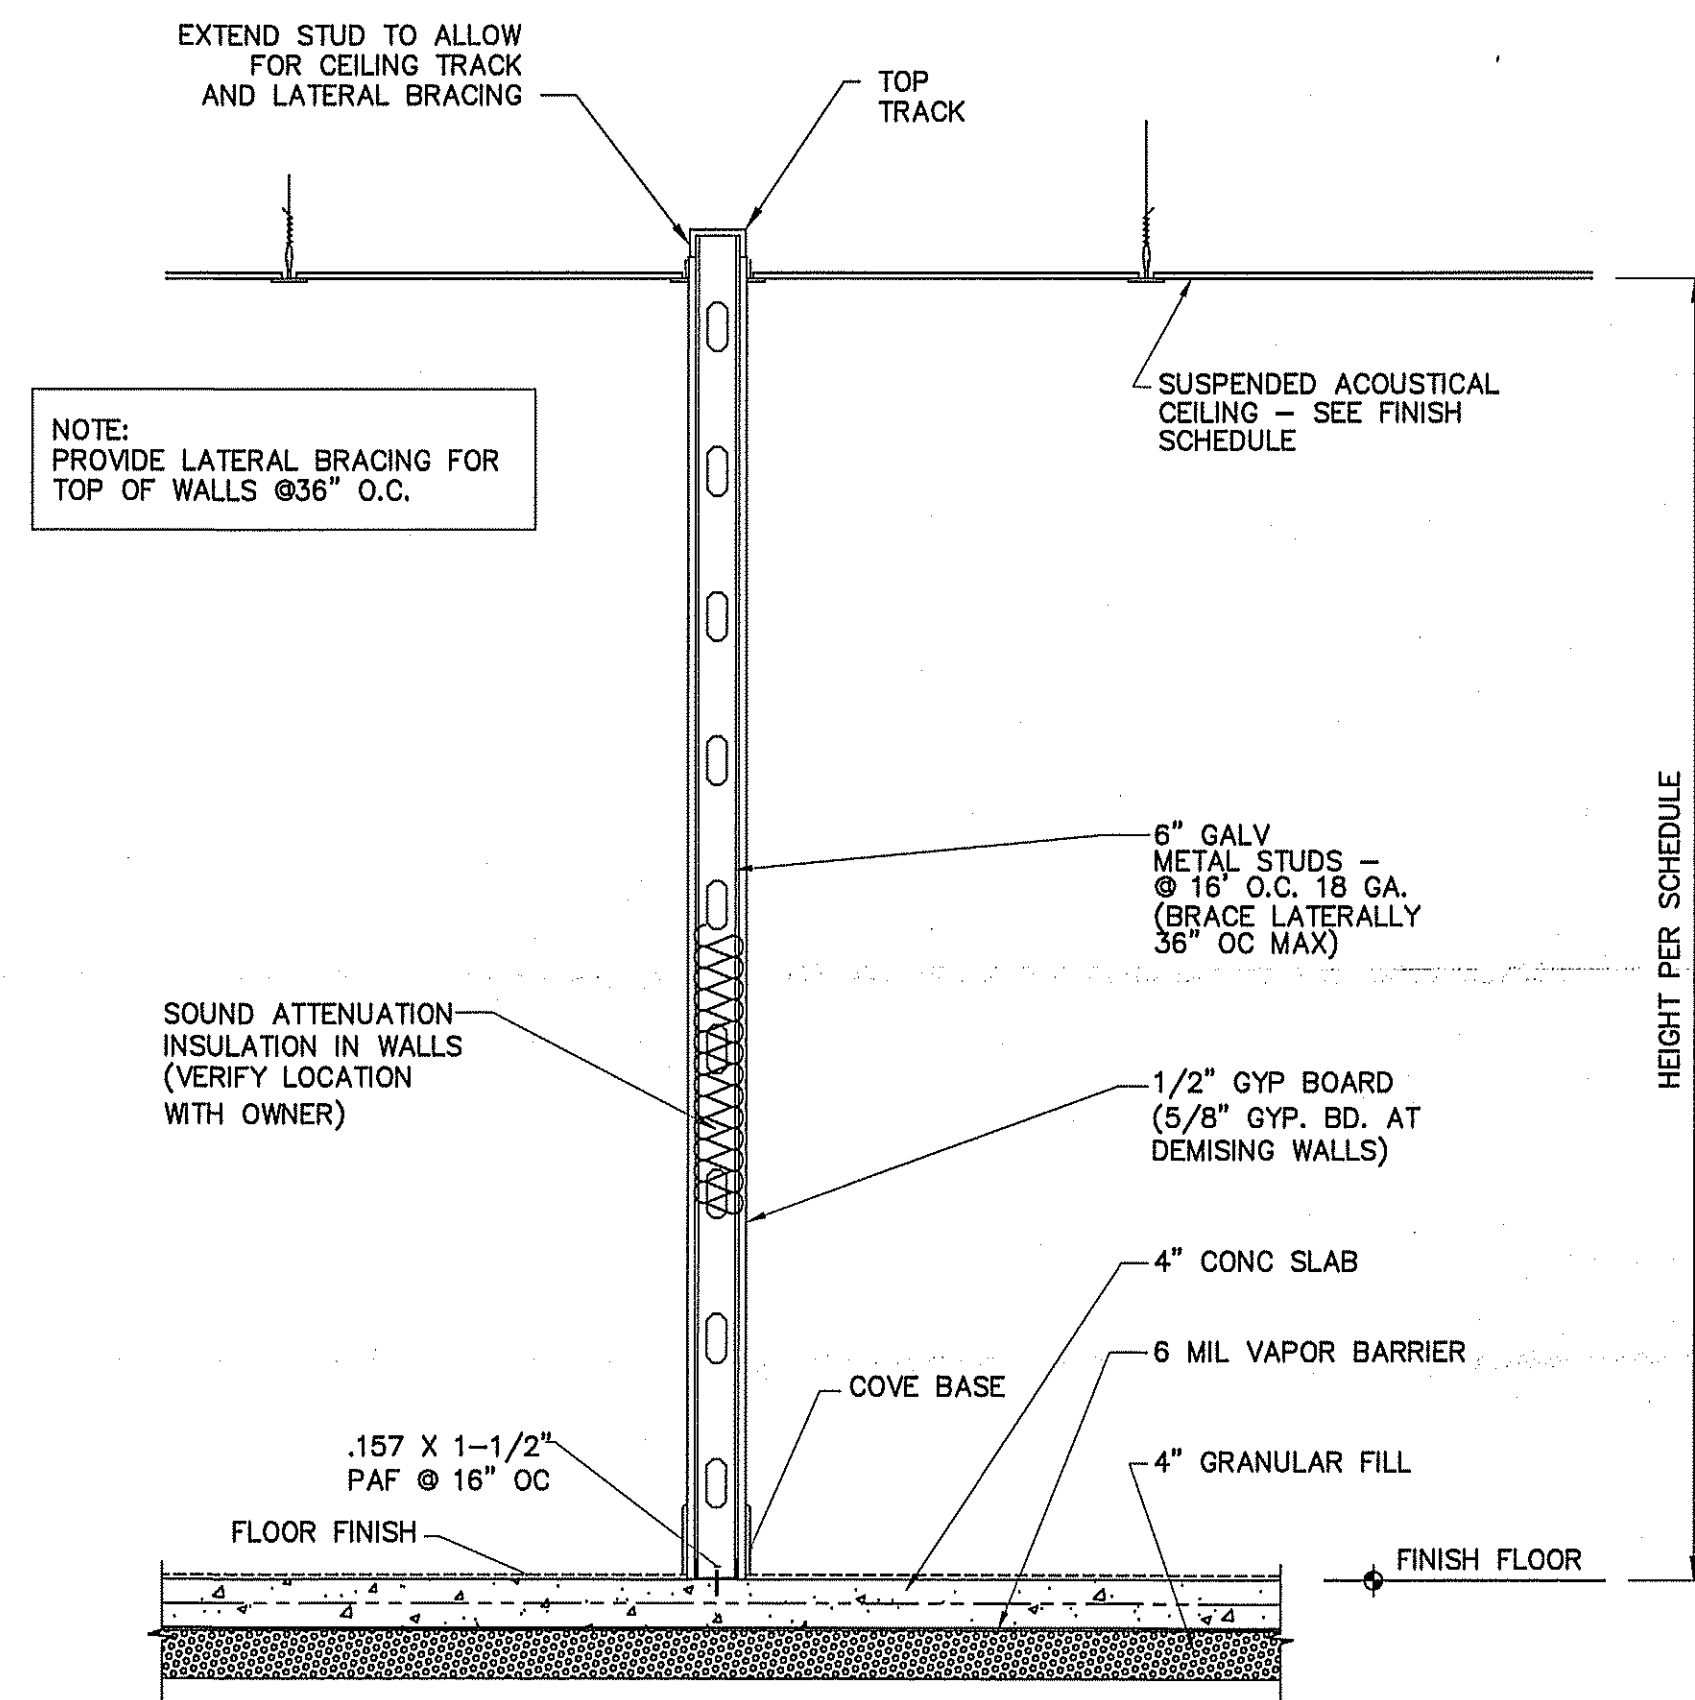 EXTEND STUD TO ALLOW
FOR CEILING TRACK
AND LATERAL BRACING
TOP
TRACK
SUSPENDED ACOUSTICAL
CEILING – SEE FINISH
SCHEDULE
NOTE:
PROVIDE LATERAL BRACING FOR
TOP OF WALLS @36" O.C.
6" GALV
METAL STUDS –
@ 16' O.C. 18 GA.
(BRACE LATERALLY
36" OC MAX)
HEIGHT PER SCHEDULE
SOUND ATTENUATION
INSULATION IN WALLS
(VERIFY LOCATION
WITH OWNER)
1/2" GYP BOARD
(5/8" GYP. BD. AT
DEMISING WALLS)
4" CONC SLAB
6 MIL VAPOR BARRIER
COVE BASE
.157 X 1-1/2"
PAF @ 16" OC
4" GRANULAR FILL
FLOOR FINISH
FINISH FLOOR